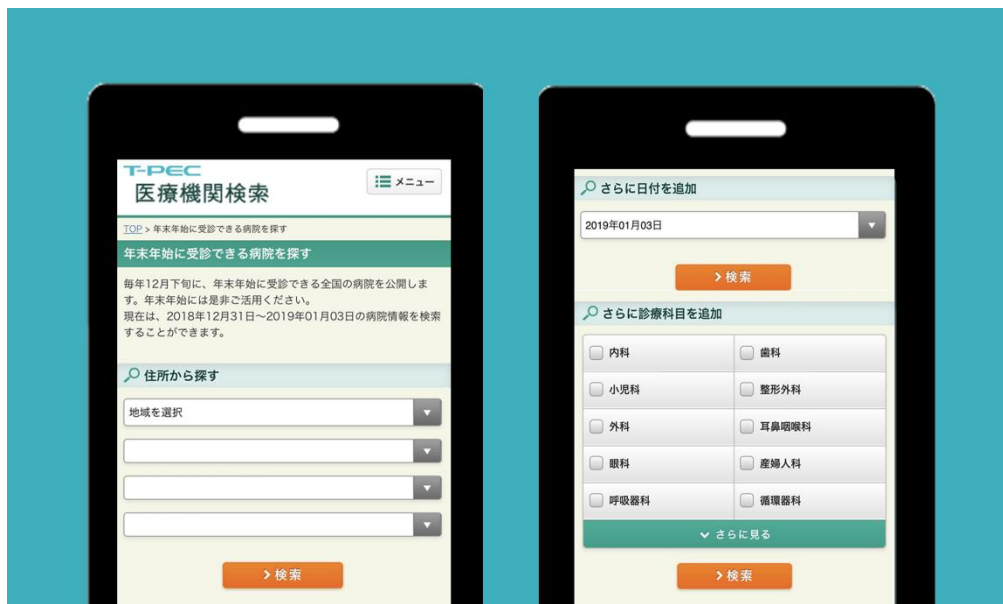 T-PEC
医療機関検索
メニュー
TOP > 年末年始に受診できる病院を探す
年末年始に受診できる病院を探す
毎年12月下旬に、年末年始に受診できる全国の病院を公開しま
す。年末年始には是非ご活用ください。
現在は、2018年12月31日～2019年01月03日の病院情報を検索
することができます。
住所から探す
地域を選択
検索
さらに日付を追加
2019年01月03日
検索
さらに診療科目を追加
内科 歯科
小児科 整形外科
外科 耳鼻咽喉科
眼科 産婦人科
呼吸器科 循環器科
さらに見る
検索